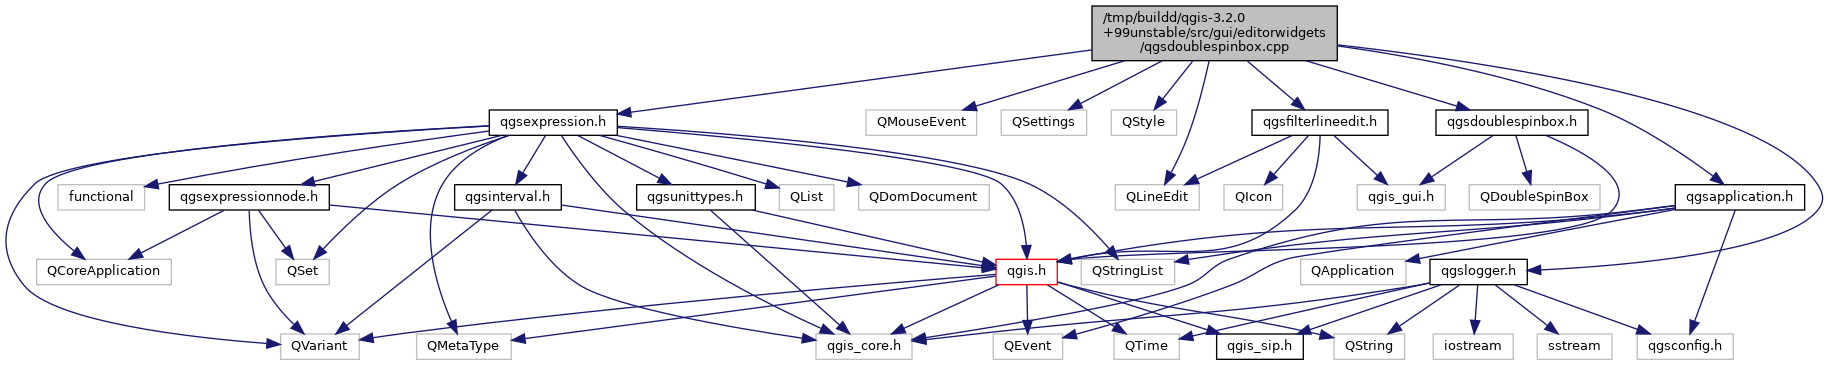 /tmp/buildd/qgis-3.2.0
+99unstable/src/gui/editorwidgets
/qgsdoublespinbox.cpp
qgsexpression.h
QMouseEvent
QSettings
QStyle
qgsfilterlineedit.h
qgsdoublespinbox.h
functional
qgsexpressionnode.h
qgsinterval.h
qgsunittypes.h
QList
QDomDocument
QLineEdit
QIcon
qgis_gui.h
QDoubleSpinBox
qgsapplication.h
QCoreApplication
QSet
qgis.h
QStringList
QApplication
qgslogger.h
QVariant
QMetaType
qgis_core.h
QEvent
QTime
qgis_sip.h
QString
iostream
sstream
qgsconfig.h